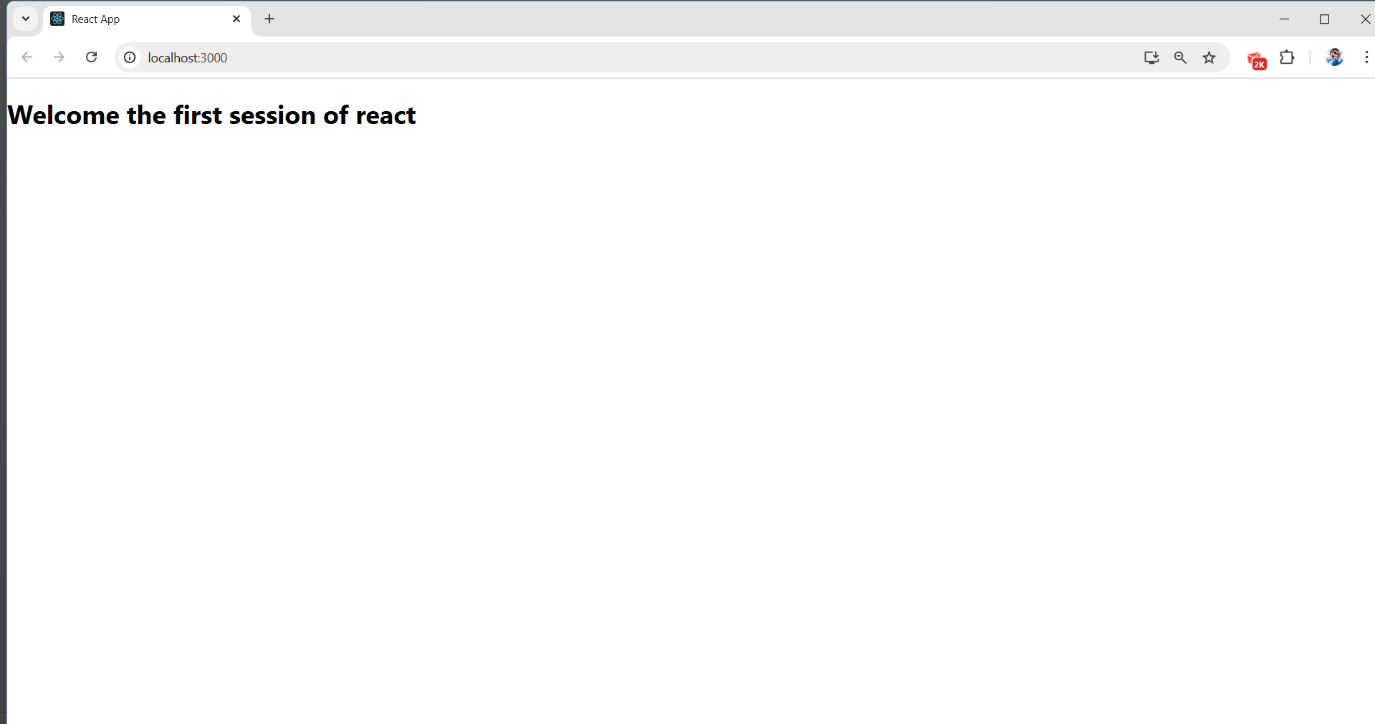 React App
localhost:3000
2K
Welcome the first session of react